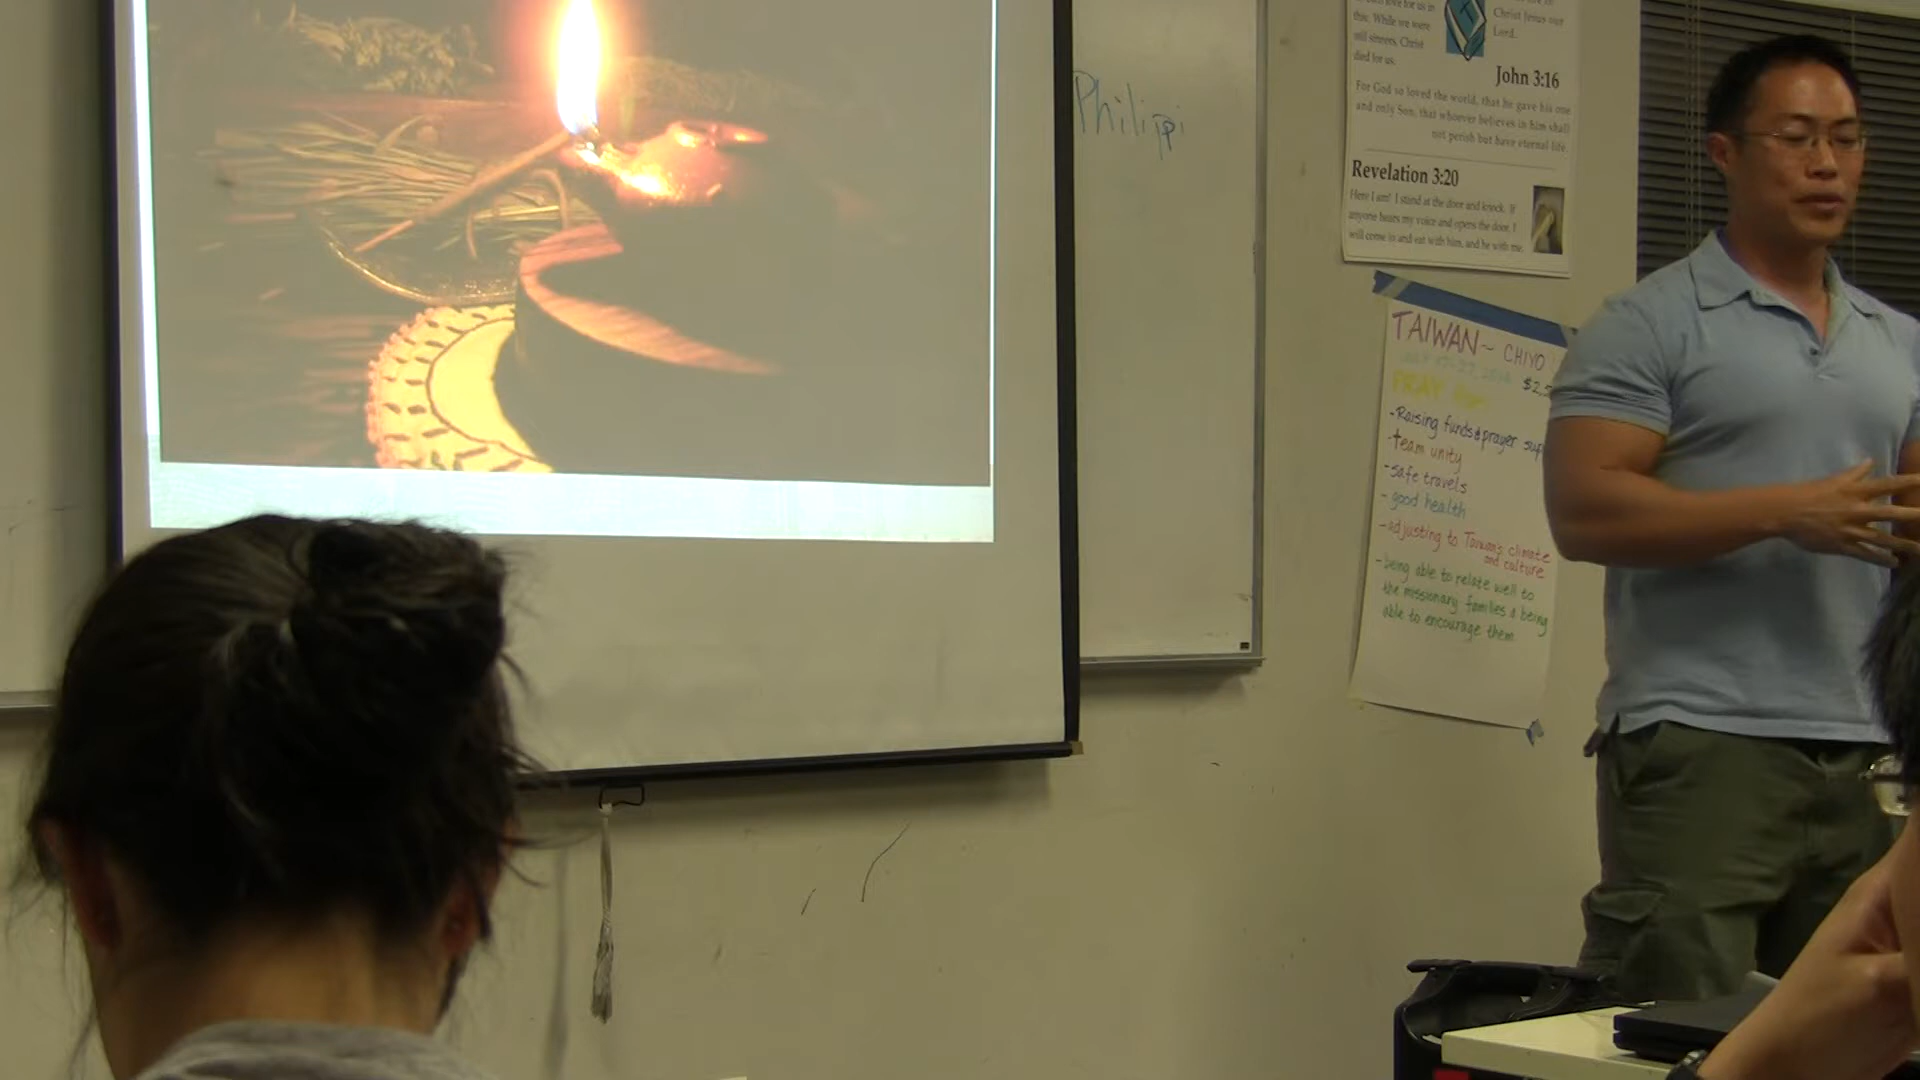 Philippi
this. While we were
still sinners, Christ
died for us.
Christ Jesus our
Lord.
John 3:16
For God so loved the world, that he gave his one
and only Son, that whoever believes in him shall
not perish but have eternal life.
Revelation 3:20
Here I am! I stand at the door and knock. If
anyone hears my voice and opens the door, I
will come in and eat with him, and he with me.
TAIWAN~ CHIYO
PRAY for:
-Raising funds & prayer
-team unity
-safe travels
- good health
-adjusting to Taiwan's climate
and culture
-being able to relate well to
the missionary families & being
able to encourage them